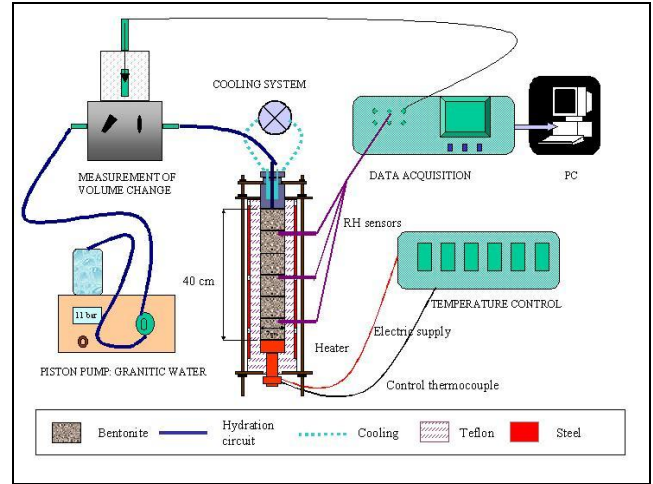 COOLING SYSTEM
MEASUREMENT OF
VOLUME CHANGE
DATA ACQUISITION
PC
RH sensors
40 cm
11 bar
TEMPERATURE CONTROL
Electric supply
Heater
PISTON PUMP: GRANITIC WATER
Control thermocouple
Bentonite
Hydration
circuit
Cooling
Teflon
Steel